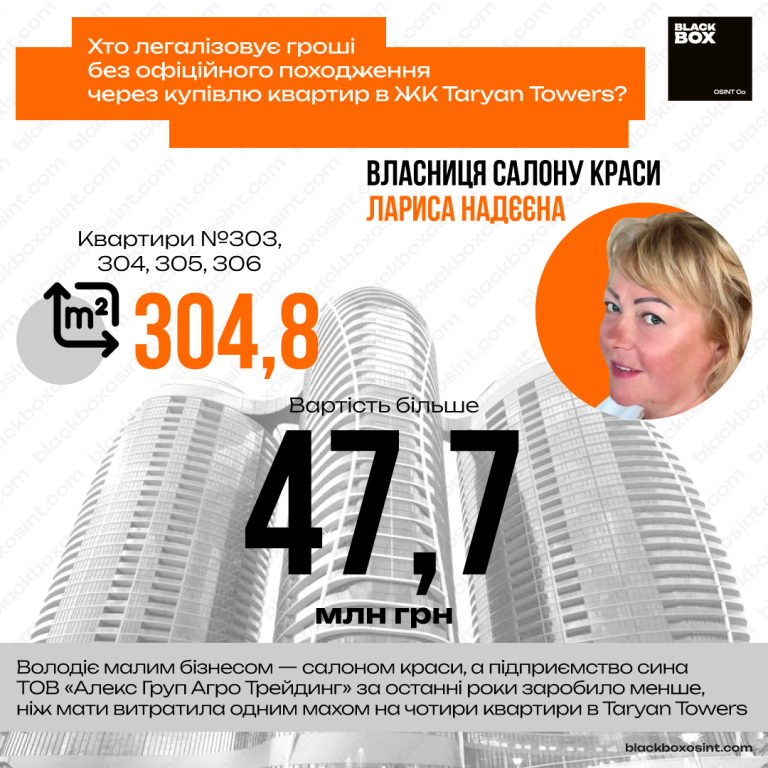 Хто легалізовує гроші
без офіційного походження
через купівлю квартир в ЖК Taryan Towers?
BLACK
BOX
OSINT Co
ВЛАСНИЦЯ САЛОНУ КРАСИ
ЛАРИСА НАДЄЄНА
Квартири №303,
304, 305, 306
m²
304,8
Вартість більше
47,7
млн грн
Володіє малим бізнесом — салоном краси, а підприємство сина
ТОВ «Алекс Груп Агро Трейдинг» за останні роки заробило менше,
ніж мати витратила одним махом на чотири квартири в Taryan Towers
blackboxosint.com